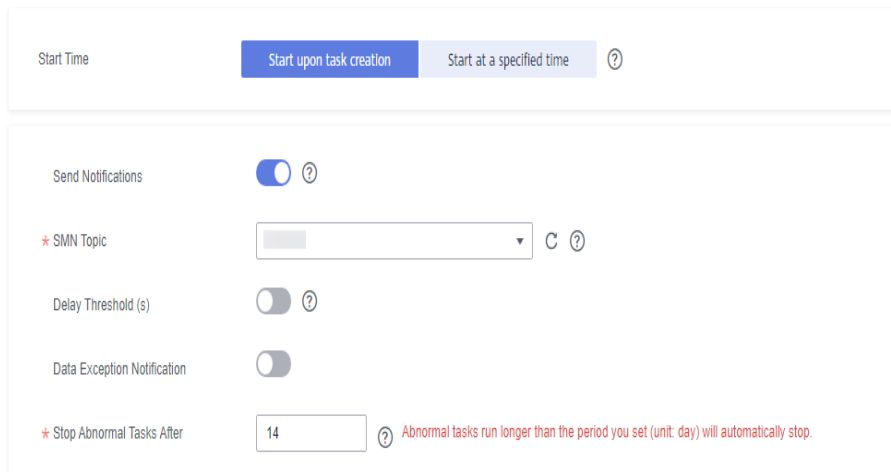 Start Time Start upon task creation Start at a specified time ?
Send Notifications ?
* SMN Topic ?
Delay Threshold (s) ?
Data Exception Notification
* Stop Abnormal Tasks After 14 ? Abnormal tasks run longer than the period you set (unit: day) will automatically stop.